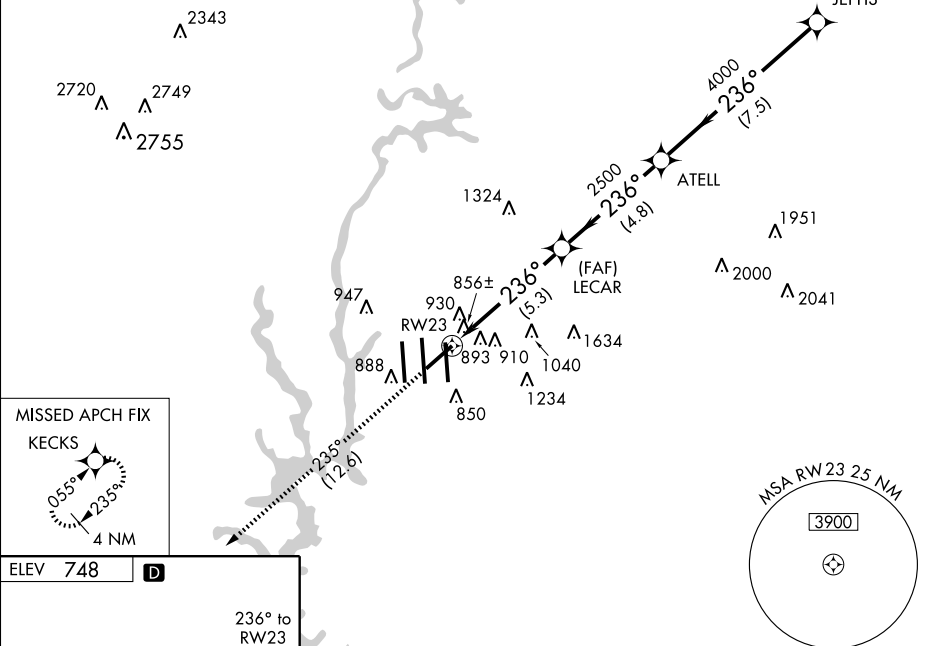 2343
2720
2749
2755
4000
236°
(7.5)
ATELL
2500
236°
(4.8)
1324
1951
2000
2041
(FAF)
LECAR
236°
(5.3)
856±
947
930
RW23
893
910
1040
1634
888
1234
850
235°
(12.6)
MISSED APCH FIX
KECKS
055°
235°
4 NM
MSA RW23 25 NM
3900
ELEV 748 D
236° to
RW23